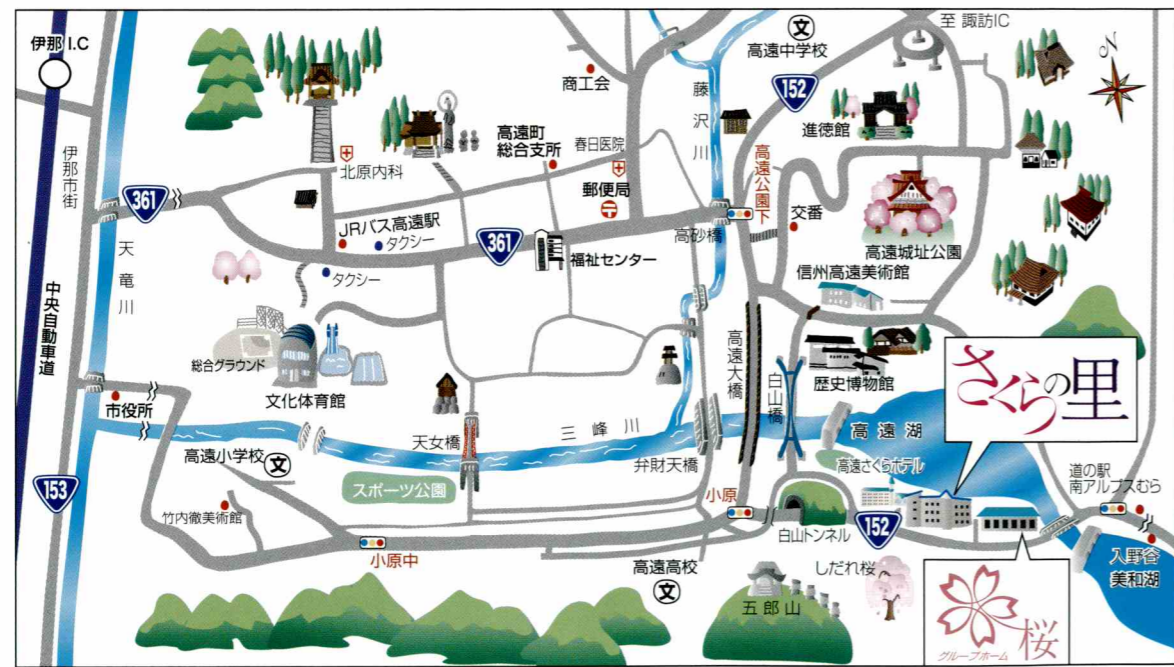 伊那 I.C
伊那市街
361
天竜川
中央自動車道
市役所
153
北原内科
JRバス高遠駅
タクシー
タクシー
361
高遠町
総合支所
商工会
春日医院
郵便局
福祉センター
藤沢川
高砂橋
高遠中学校
文
152
至 諏訪IC
N
進徳館
高遠公園下
交番
高遠城址公園
信州高遠美術館
総合グラウンド
文化体育館
天女橋
三峰川
弁財天橋
高遠大橋
白山橋
歴史博物館
さくらの里
高遠湖
高遠さくらホテル
道の駅
南アルプスむら
高遠小学校
文
竹内徹美術館
スポーツ公園
小原中
小原
白山トンネル
152
高遠高校
文
五郎山
しだれ桜
入野谷
美和湖
グループホーム 桜